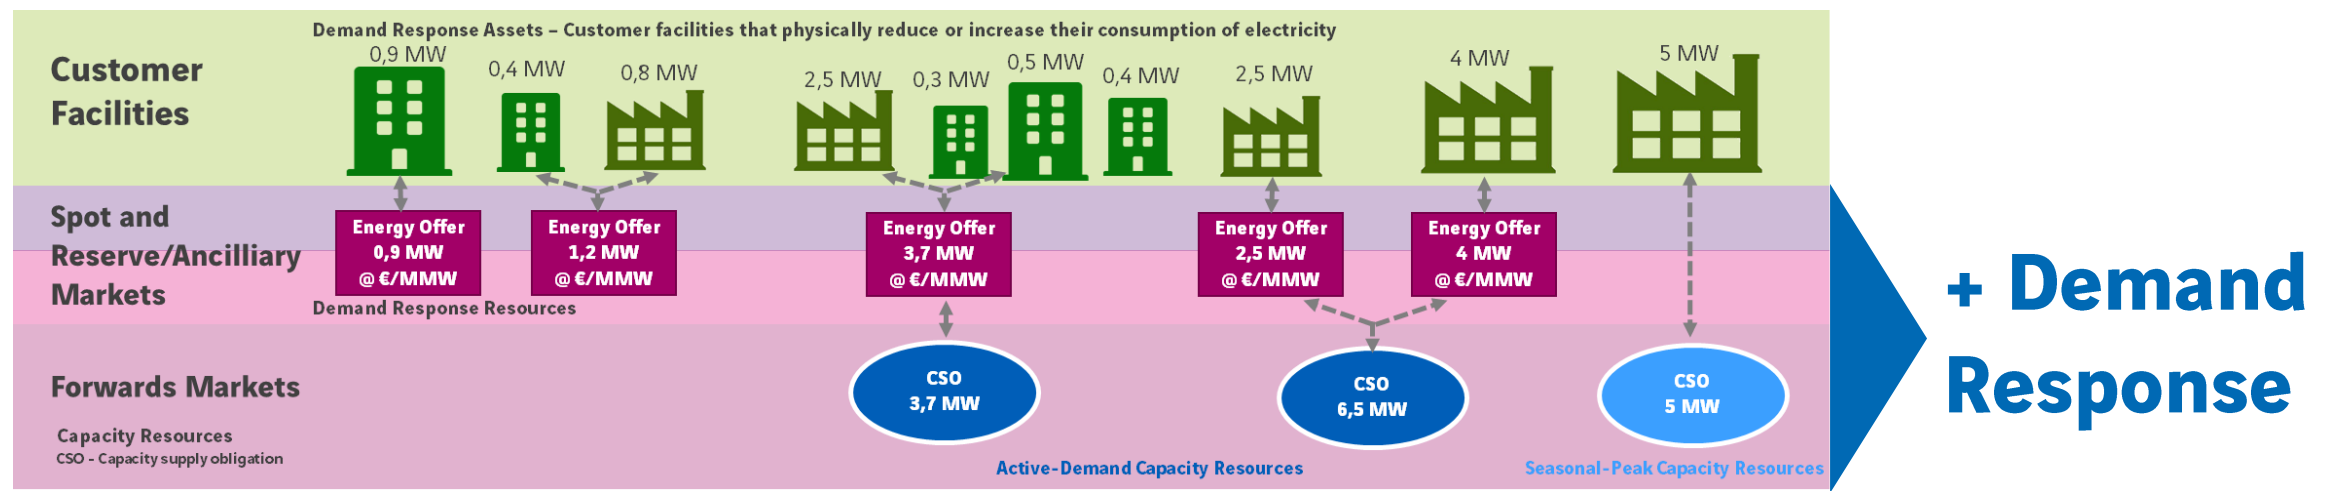 Demand Response Assets – Customer facilities that physically reduce or increase their consumption of electricity
Customer
Facilities
0,9 MW
0,4 MW
0,8 MW
2,5 MW
0,3 MW
0,5 MW
0,4 MW
2,5 MW
4 MW
5 MW
Spot and
Reserve/Ancilliary
Markets
Energy Offer
0,9 MW
@ €/MMW
Energy Offer
1,2 MW
@ €/MMW
Energy Offer
3,7 MW
@ €/MMW
Energy Offer
2,5 MW
@ €/MMW
Energy Offer
4 MW
@ €/MMW
Demand Response Resources
Forwards Markets
CSO
3,7 MW
CSO
6,5 MW
CSO
5 MW
Capacity Resources
CSO - Capacity supply obligation
Active-Demand Capacity Resources
Seasonal-Peak Capacity Resources
+ Demand
Response